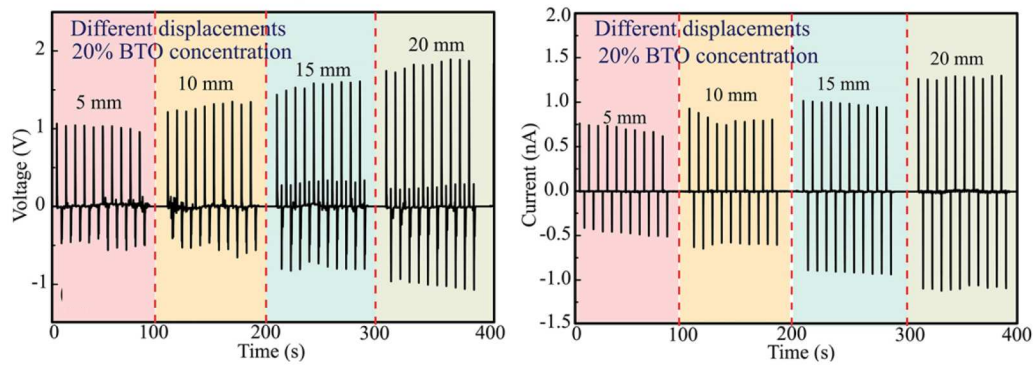 Different displacements
20% BTO concentration
5 mm
10 mm
15 mm
20 mm
2
1
0
-1
Voltage (V)
0
100
200
300
400
Time (s)
Different displacements
20% BTO concentration
5 mm
10 mm
15 mm
20 mm
2.0
1.5
1.0
0.5
0.0
-0.5
-1.0
-1.5
Current (nA)
0
100
200
300
400
Time (s)